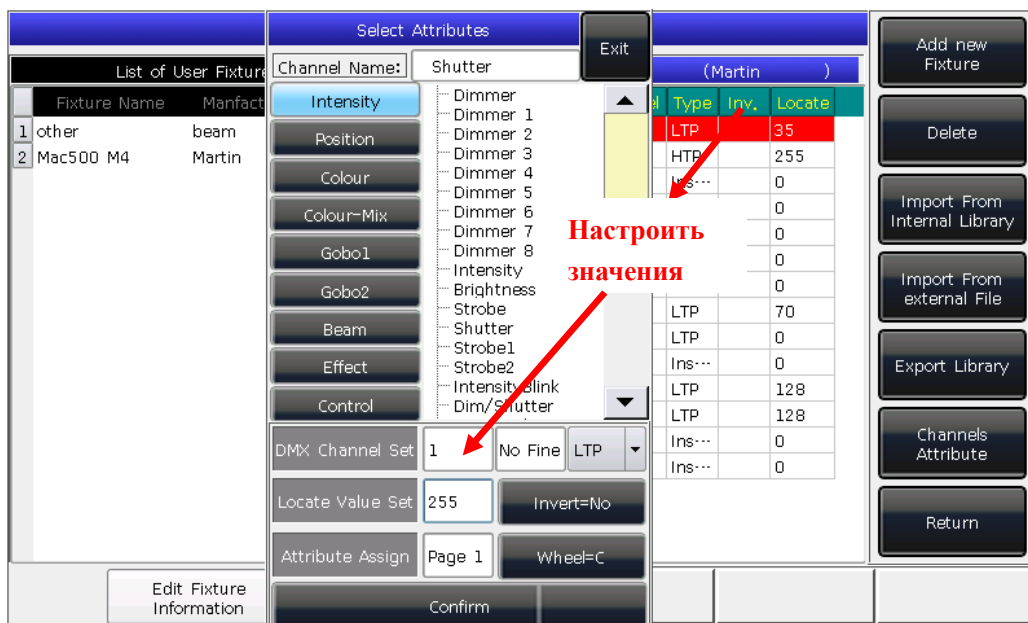 Select Attributes
Exit
Channel Name:
Shutter
List of User Fixture
(Martin )
Fixture Name Manfact
Type Inv. Locate
1 other beam LTP 35
2 Mac500 M4 Martin HTP 255
Ins··· 0
0
0
0
0
LTP 70
LTP 0
Ins··· 0
LTP 128
LTP 128
Ins··· 0
Ins··· 0
Intensity
Position
Colour
Colour-Mix
Gobo1
Gobo2
Beam
Effect
Control
Dimmer
Dimmer 1
Dimmer 2
Dimmer 3
Dimmer 4
Dimmer 5
Dimmer 6
Dimmer 7
Dimmer 8
Intensity
Brightness
Strobe
Shutter
Strobe1
Strobe2
IntensityBlink
Dim/Shutter
Настроить
значения
DMX Channel Set 1 No Fine LTP
Locate Value Set 255 Invert=No
Attribute Assign Page 1 Wheel=C
Confirm
Edit Fixture
Information
Add new
Fixture
Delete
Import From
Internal Library
Import From
external File
Export Library
Channels
Attribute
Return